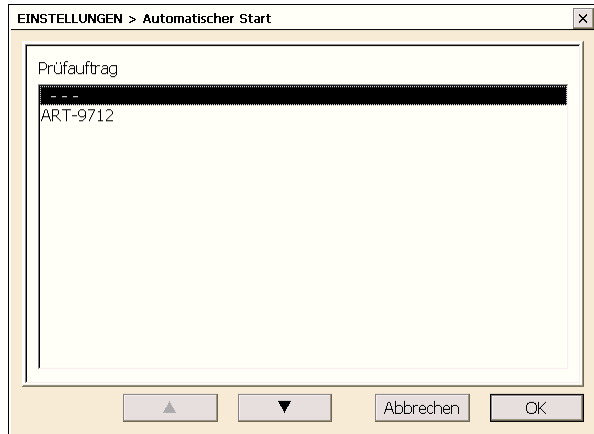 EINSTELLUNGEN > Automatischer Start
Prüfauftrag
- - -
ART-9712
Abbrechen
OK